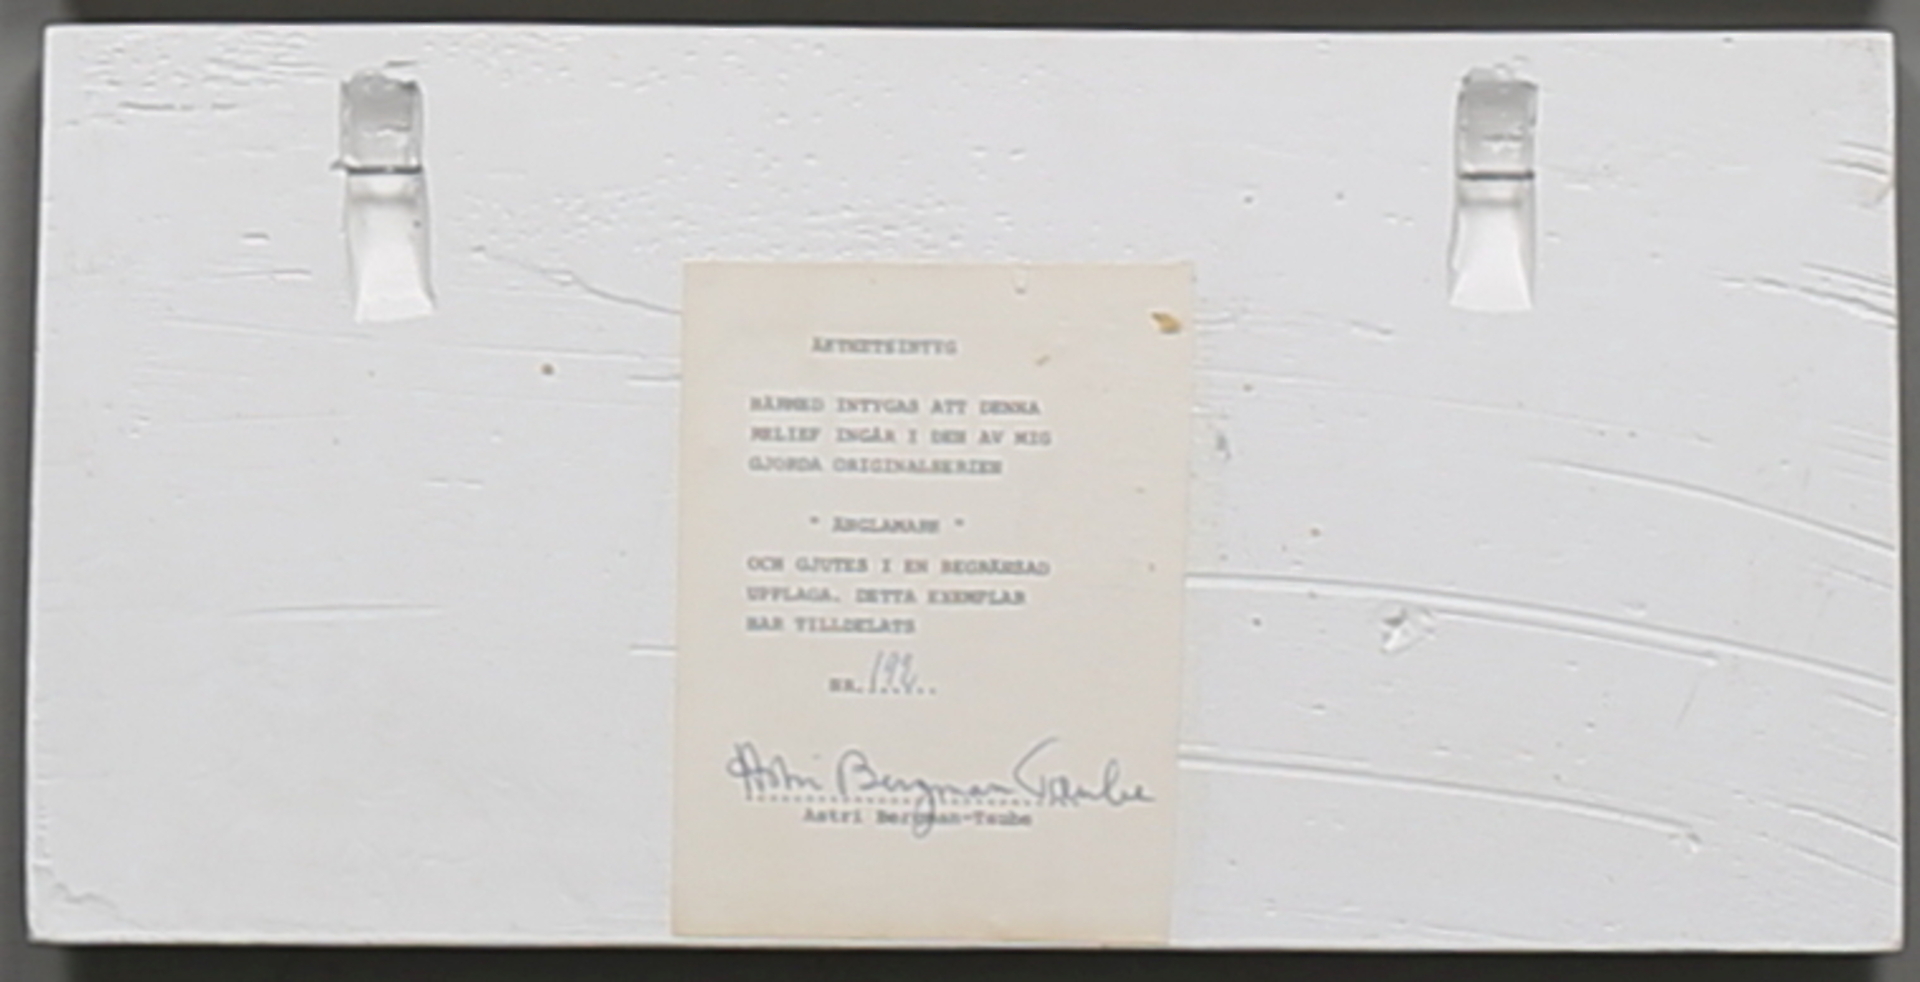 ÄKTHETSINTYG
HÄRMED INTYGAS ATT DENNA
RELIEF INGÅR I DEN AV MIG
GJORDA ORIGINALSERIEN
" ÄNGLAMARK "
OCH GJUTES I EN BEGRÄNSAD
UPPLAGA. DETTA EXEMPLAR
HAR TILLDELATS
NR. 192
Astri Bergman Taube
Astri Bergman-Taube